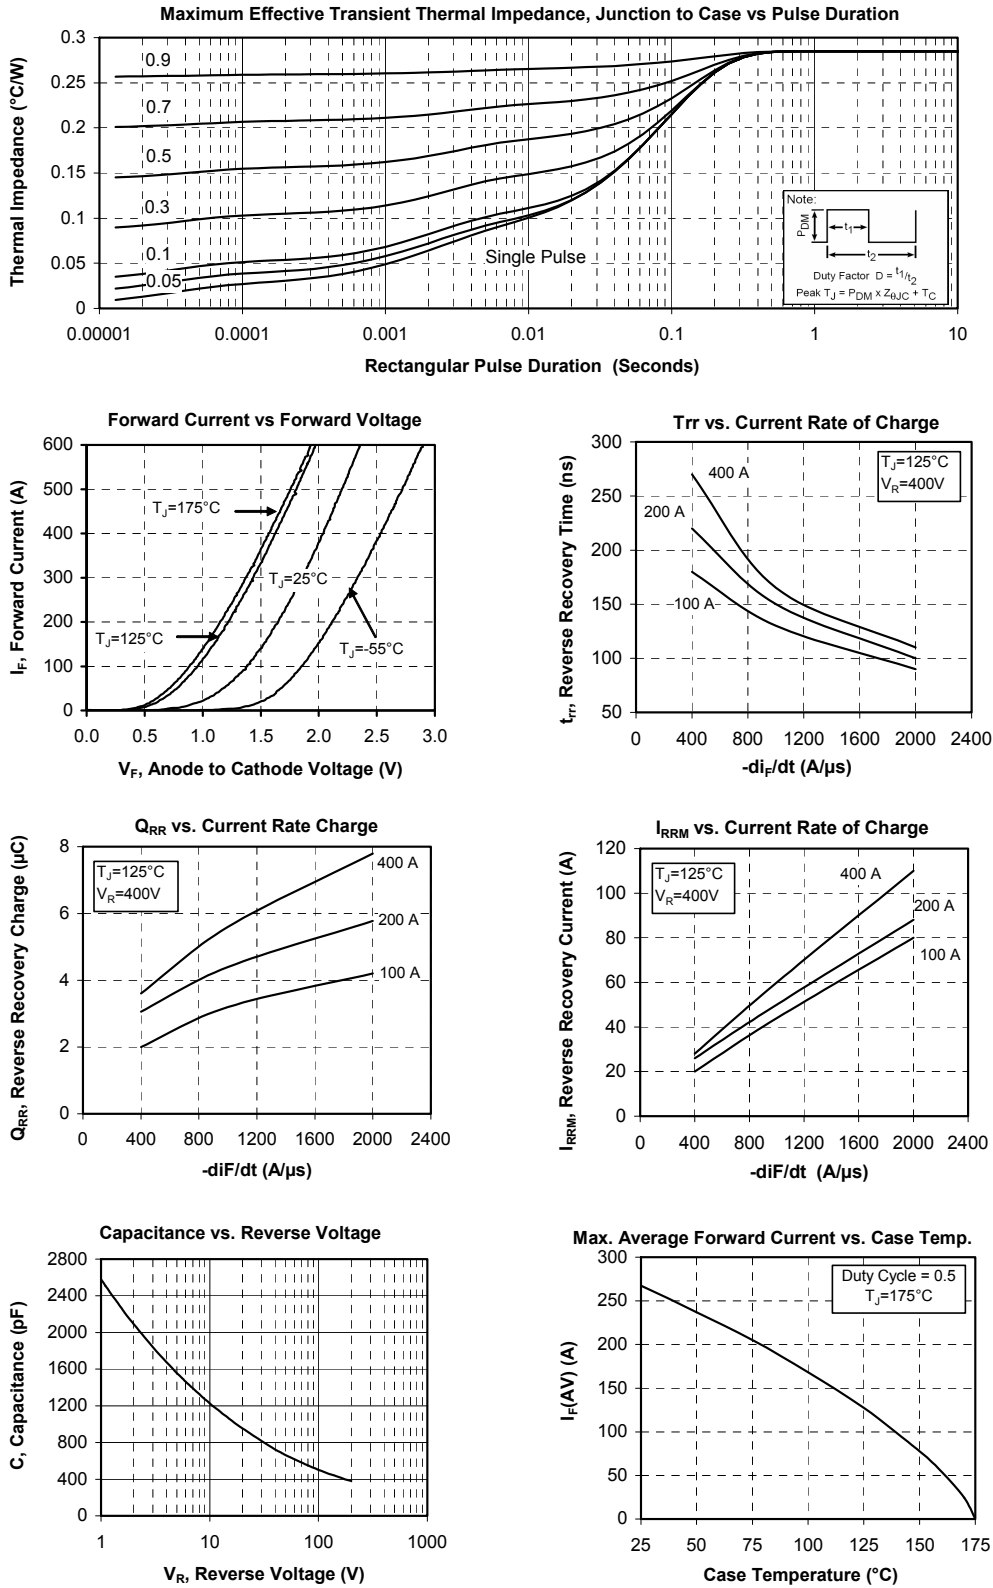 Maximum Effective Transient Thermal Impedance, Junction to Case vs Pulse Duration
Thermal Impedance (°C/W)
0.3
0.25
0.2
0.15
0.1
0.05
0
0.9
0.7
0.5
0.3
0.1
0.05
Single Pulse
Note:
PDM
t1
t2
Duty Factor D = t1/t2
Peak TJ = PDM x ZθJC + TC
0.00001 0.0001 0.001 0.01 0.1 1 10
Rectangular Pulse Duration (Seconds)
Forward Current vs Forward Voltage
IF, Forward Current (A)
600
500
400
300
200
100
0
TJ=175°C
TJ=25°C
TJ=125°C
TJ=-55°C
0.0 0.5 1.0 1.5 2.0 2.5 3.0
VF, Anode to Cathode Voltage (V)
Trr vs. Current Rate of Charge
trr, Reverse Recovery Time (ns)
300
250
200
150
100
50
TJ=125°C
VR=400V
400 A
200 A
100 A
0 400 800 1200 1600 2000 2400
-diF/dt (A/µs)
QRR vs. Current Rate Charge
QRR, Reverse Recovery Charge (µC)
8
6
4
2
0
TJ=125°C
VR=400V
400 A
200 A
100 A
0 400 800 1200 1600 2000 2400
-diF/dt (A/µs)
IRRM vs. Current Rate of Charge
IRRM, Reverse Recovery Current (A)
120
100
80
60
40
20
0
TJ=125°C
VR=400V
400 A
200 A
100 A
0 400 800 1200 1600 2000 2400
-diF/dt (A/µs)
Capacitance vs. Reverse Voltage
C, Capacitance (pF)
2800
2400
2000
1600
1200
800
400
0
1 10 100 1000
VR, Reverse Voltage (V)
Max. Average Forward Current vs. Case Temp.
IF(AV) (A)
300
250
200
150
100
50
0
Duty Cycle = 0.5
TJ=175°C
25 50 75 100 125 150 175
Case Temperature (°C)